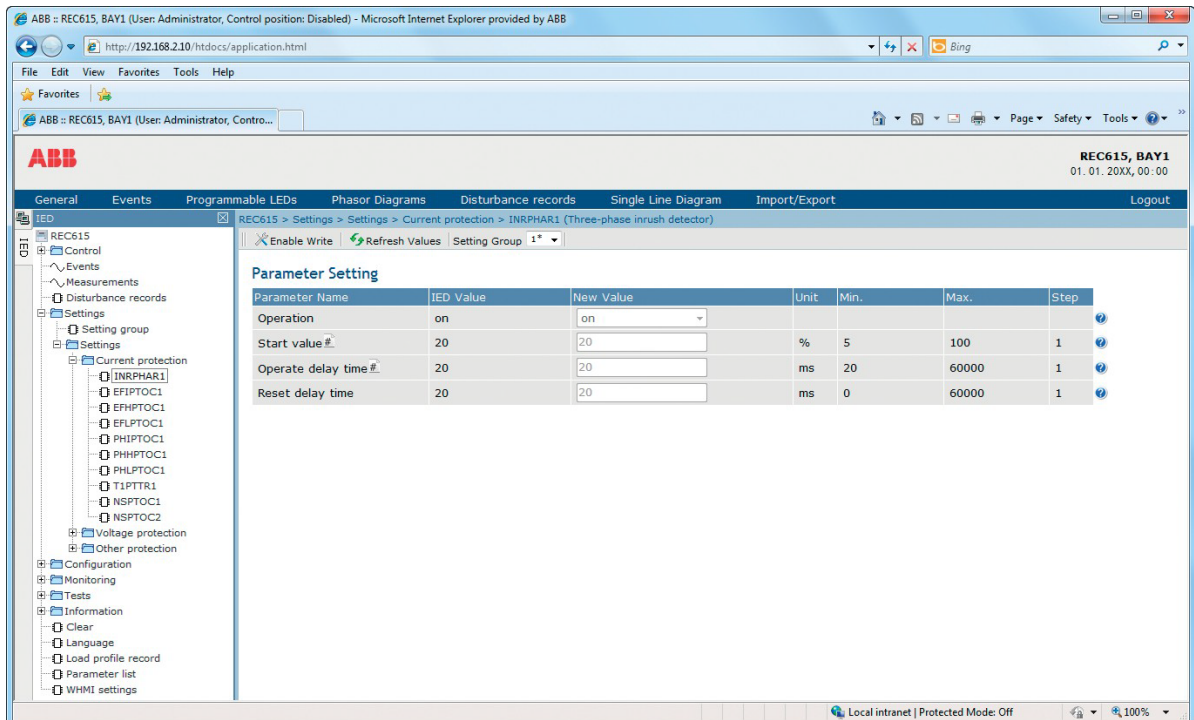 ABB :: REC615, BAY1 (User: Administrator, Control position: Disabled) - Microsoft Internet Explorer provided by ABB
http://192.168.2.10/htdocs/application.html
Bing
File Edit View Favorites Tools Help
Favorites
ABB :: REC615, BAY1 (User: Administrator, Contro...
Page Safety Tools
ABB
REC615, BAY1
01. 01. 20XX, 00:00
General Events Programmable LEDs Phasor Diagrams Disturbance records Single Line Diagram Import/Export Logout
IED
IED
REC615 > Settings > Settings > Current protection > INRPHAR1 (Three-phase inrush detector)
Enable Write Refresh Values Setting Group 1*
REC615
Control
Events
Measurements
Disturbance records
Settings
Setting group
Settings
Current protection
INRPHAR1
EFIPTOC1
EFHPTOC1
EFLPTOC1
PHIPTOC1
PHHPTOC1
PHLPTOC1
T1PTTR1
NSPTOC1
NSPTOC2
Voltage protection
Other protection
Configuration
Monitoring
Tests
Information
Clear
Language
Load profile record
Parameter list
WHMI settings
Parameter Setting
Parameter Name IED Value New Value Unit Min. Max. Step
Operation on on
Start value # 20 20 % 5 100 1
Operate delay time # 20 20 ms 20 60000 1
Reset delay time 20 20 ms 0 60000 1
Local intranet | Protected Mode: Off 100%